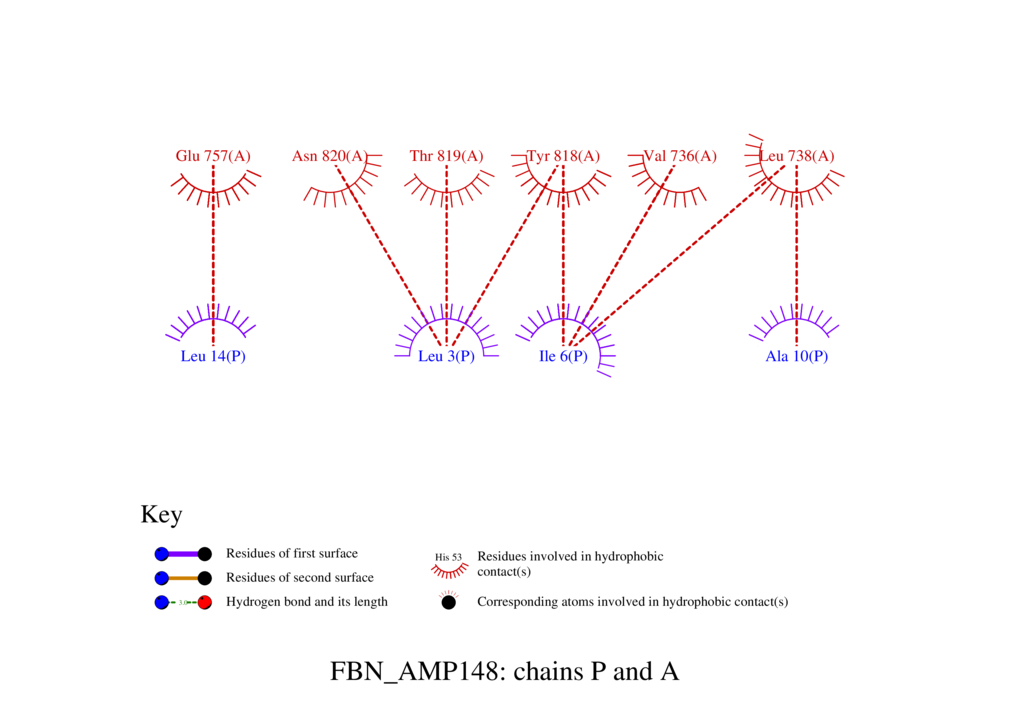 Glu 757(A) Asn 820(A) Thr 819(A) Tyr 818(A) Val 736(A) Leu 738(A)
Leu 14(P) Leu 3(P) Ile 6(P) Ala 10(P)
Key
Residues of first surface
Residues of second surface
3.0 Hydrogen bond and its length
His 53 Residues involved in hydrophobic
contact(s)
Corresponding atoms involved in hydrophobic contact(s)
FBN_AMP148: chains P and A